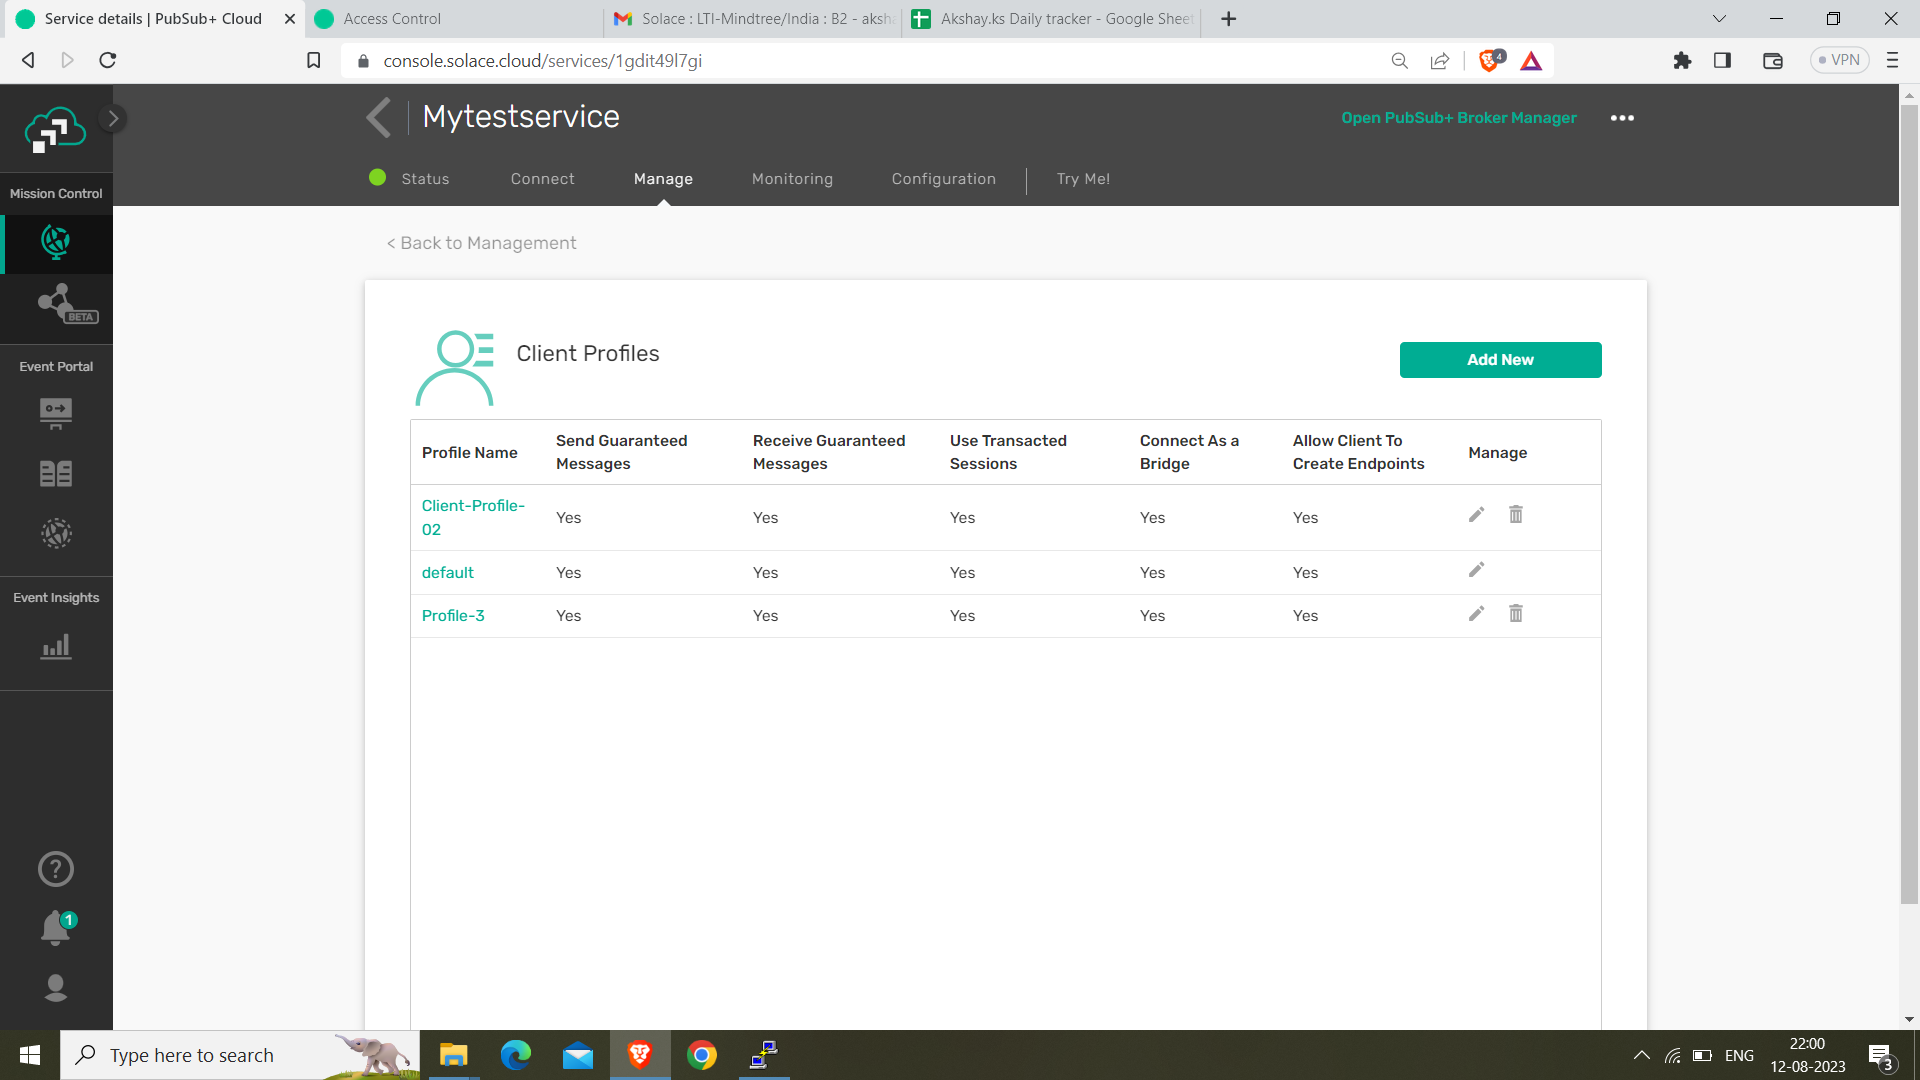 Service details | PubSub+ Cloud
Access Control
Solace : LTI-Mindtree/India : B2 - aksha
Akshay.ks Daily tracker - Google Sheet
console.solace.cloud/services/1gdit49l7gi
4
VPN
Mytestservice
Open PubSub+ Broker Manager
Status Connect Manage Monitoring Configuration Try Me!
Mission Control
BETA
Event Portal
Event Insights
1
< Back to Management
Client Profiles
Add New
Profile Name Send Guaranteed Messages Receive Guaranteed Messages Use Transacted Sessions Connect As a Bridge Allow Client To Create Endpoints Manage
Client-Profile-02 Yes Yes Yes Yes Yes
default Yes Yes Yes Yes Yes
Profile-3 Yes Yes Yes Yes Yes
Type here to search
ENG
22:00
12-08-2023
3